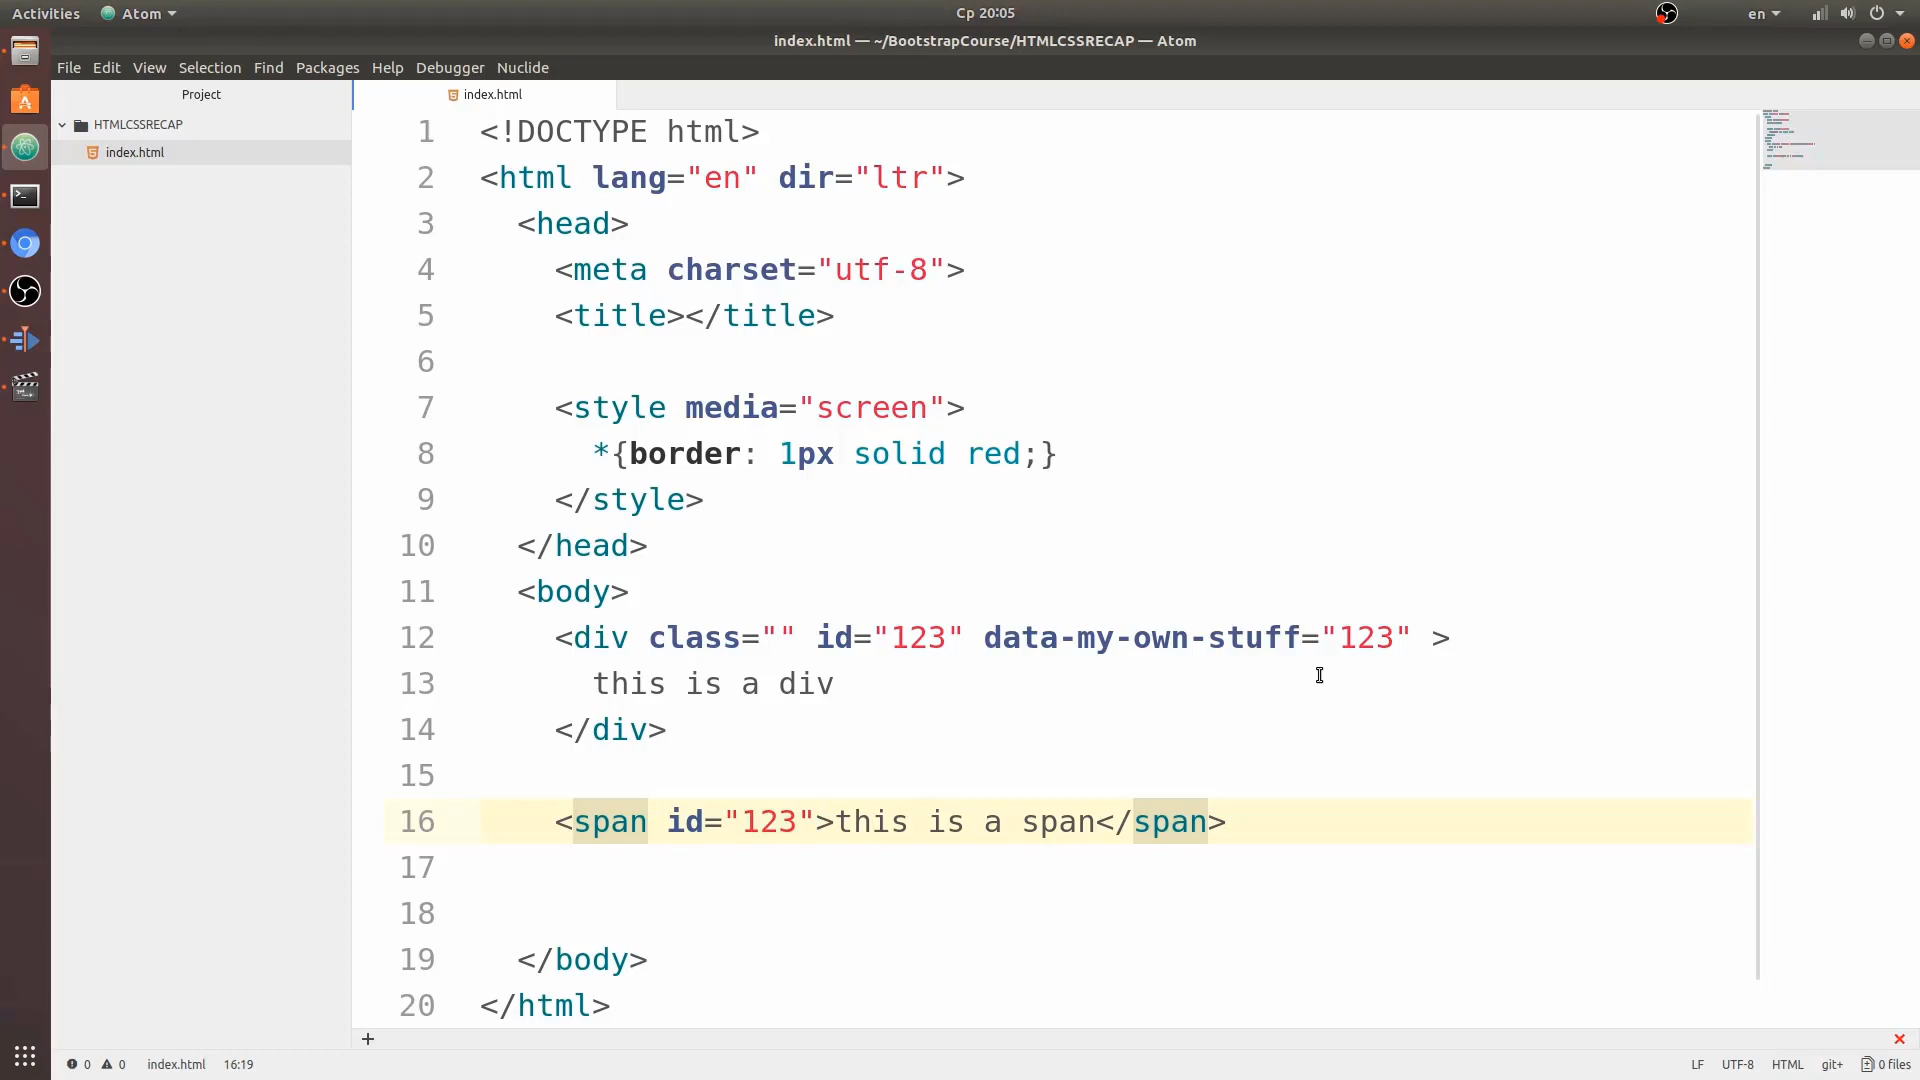 Activities Atom Ср 20:05 en
index.html — ~/BootstrapCourse/HTMLCSSRECAP — Atom
File Edit View Selection Find Packages Help Debugger Nuclide
Project
HTMLCSSRECAP
index.html
index.html
1 <!DOCTYPE html>
2 <html lang="en" dir="ltr">
3   <head>
4     <meta charset="utf-8">
5     <title></title>
6
7     <style media="screen">
8       *{border: 1px solid red;}
9     </style>
10   </head>
11   <body>
12     <div class="" id="123" data-my-own-stuff="123" >
13       this is a div
14     </div>
15
16     <span id="123">this is a span</span>
17
18
19   </body>
20 </html>
+
0 0 index.html 16:19 LF UTF-8 HTML git+ 0 files